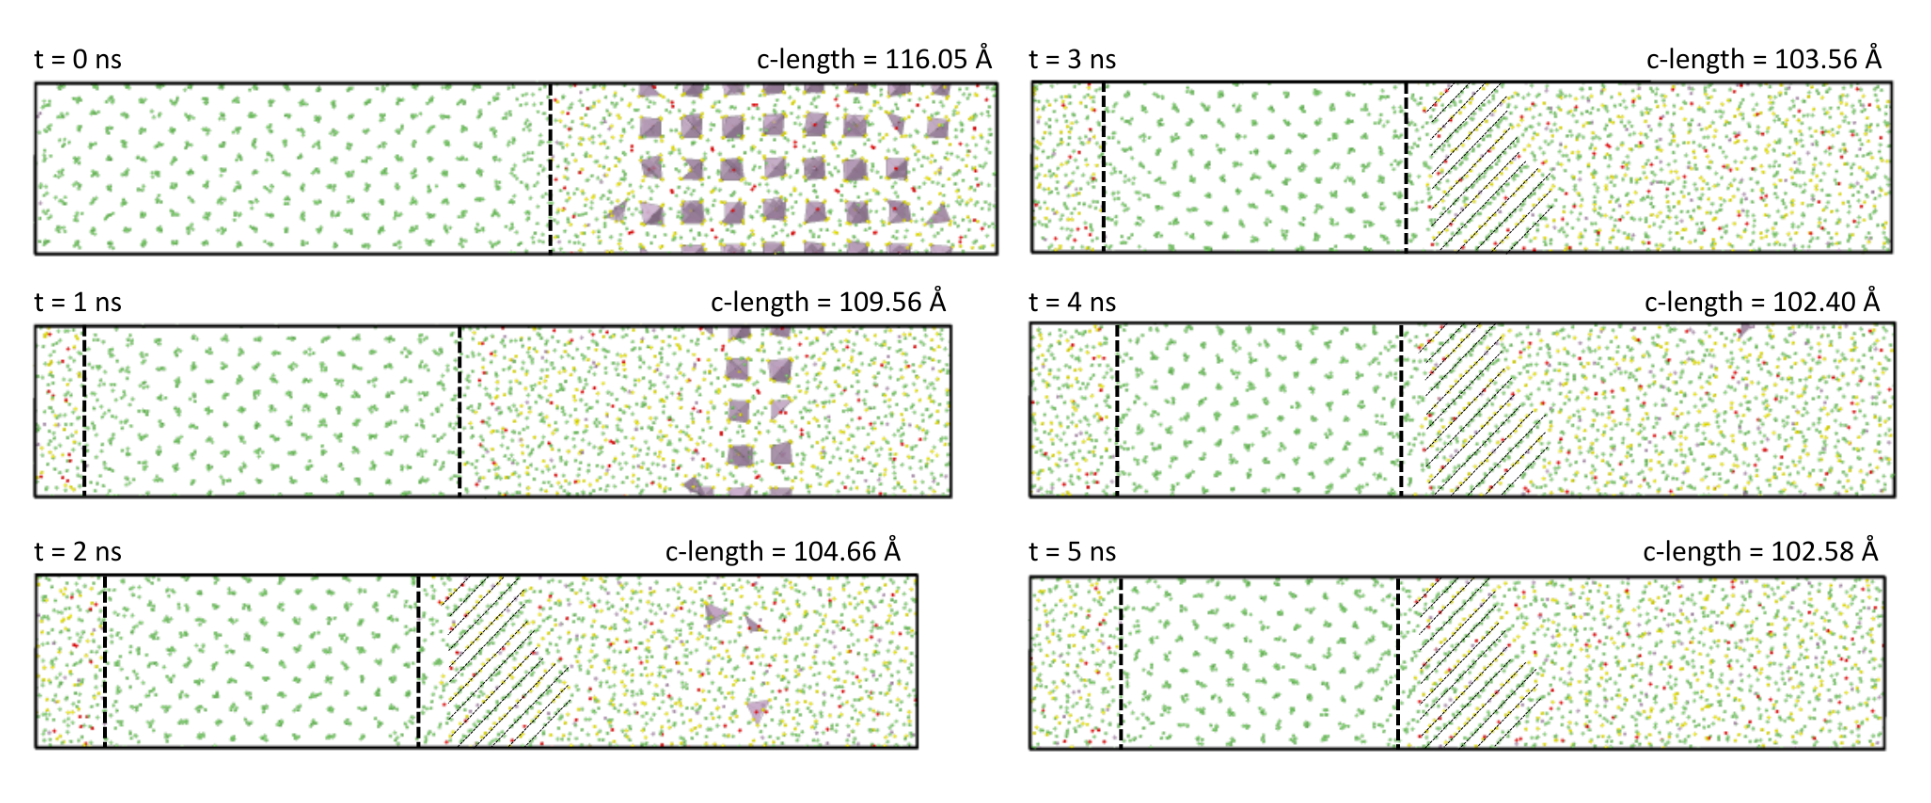 t = 0 ns
c-length = 116.05 Å
t = 1 ns
c-length = 109.56 Å
t = 2 ns
c-length = 104.66 Å
t = 3 ns
c-length = 103.56 Å
t = 4 ns
c-length = 102.40 Å
t = 5 ns
c-length = 102.58 Å